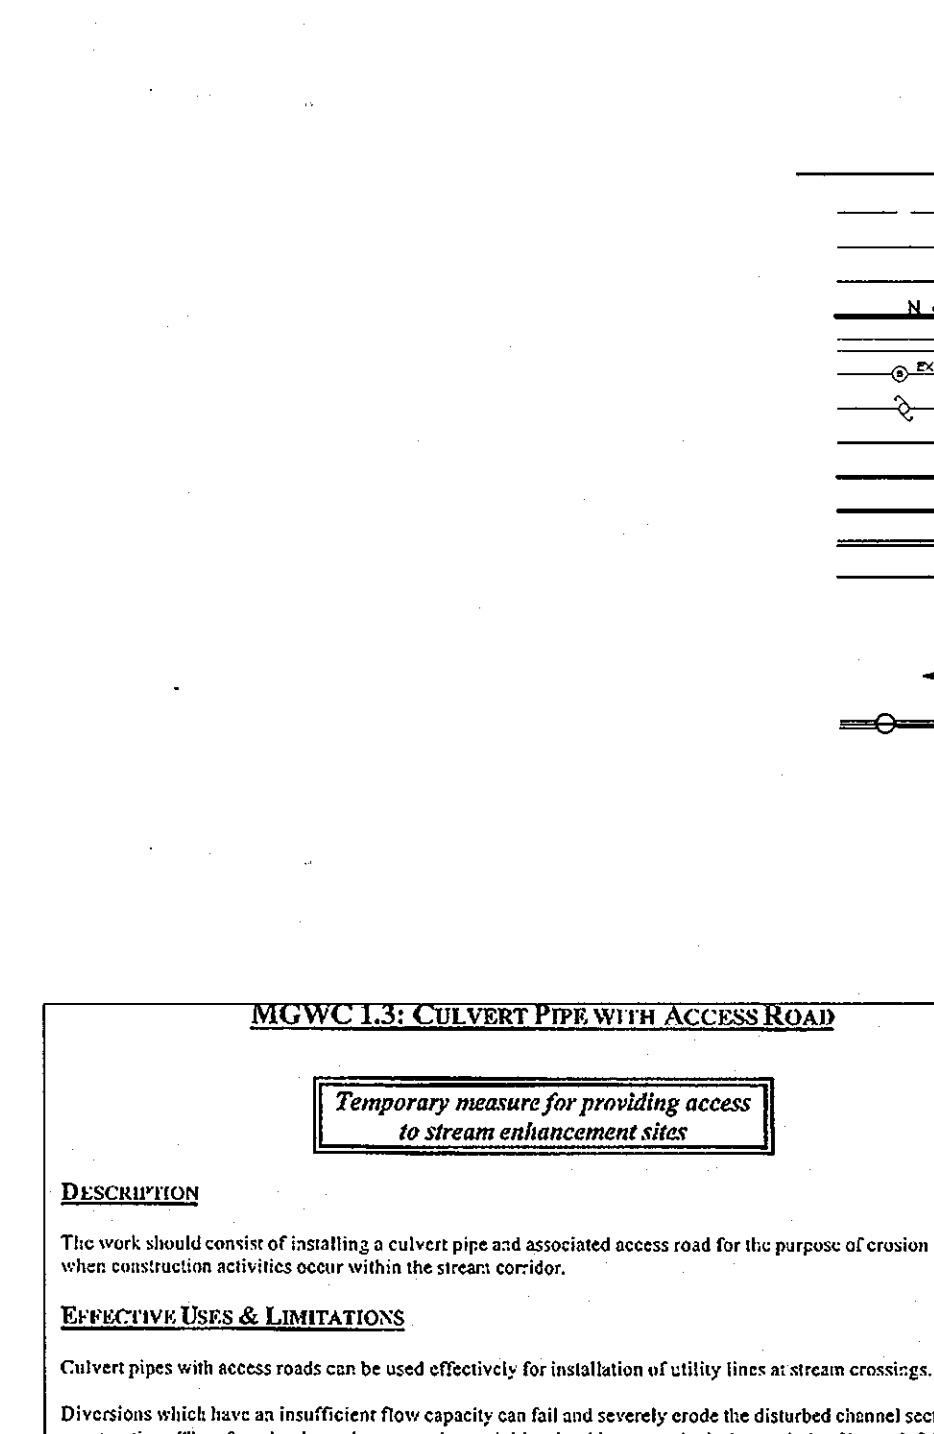 N
EX
MGWC 1.3: CULVERT PIPE WITH ACCESS ROAD
Temporary measure for providing access
to stream enhancement sites
DESCRIPTION
The work should consist of installing a culvert pipe and associated access road for the purpose of erosion
when construction activities occur within the stream corridor.
EFFECTIVE USES & LIMITATIONS
Culvert pipes with access roads can be used effectively for installation of utility lines at stream crossings.
Diversions which have an insufficient flow capacity can fail and severely erode the disturbed channel sect